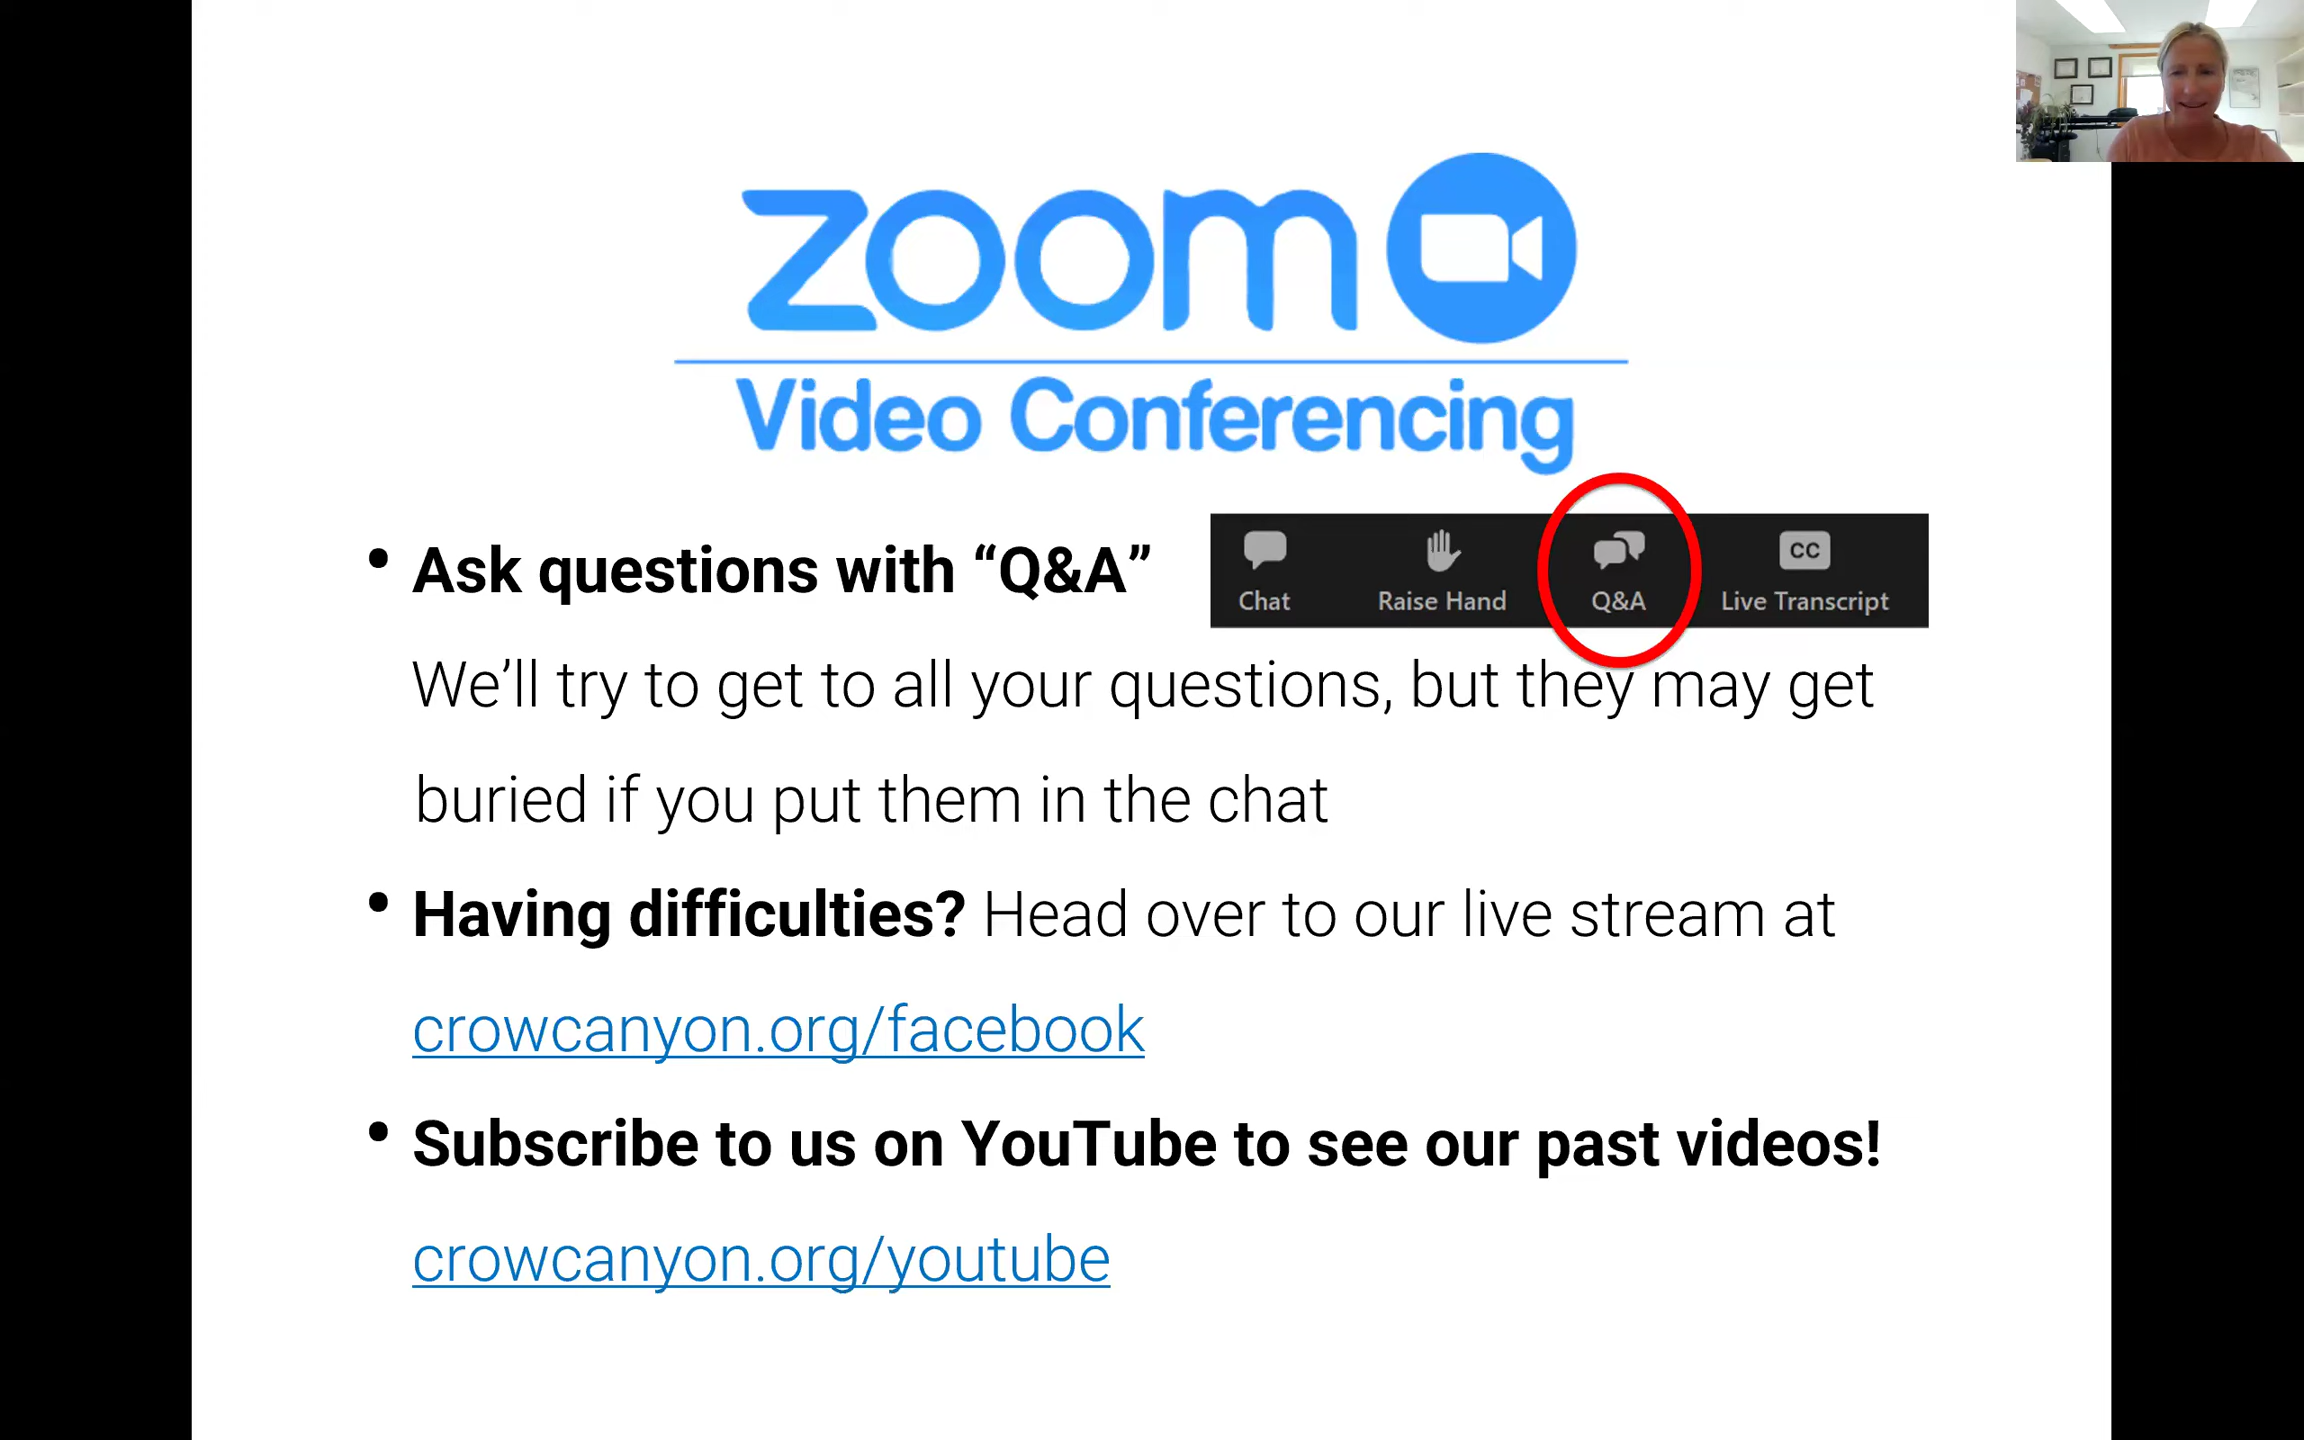 zoom
Video Conferencing
• Ask questions with “Q&A”
Chat Raise Hand Q&A CC Live Transcript
We’ll try to get to all your questions, but they may get
buried if you put them in the chat
• Having difficulties? Head over to our live stream at
crowcanyon.org/facebook
• Subscribe to us on YouTube to see our past videos!
crowcanyon.org/youtube